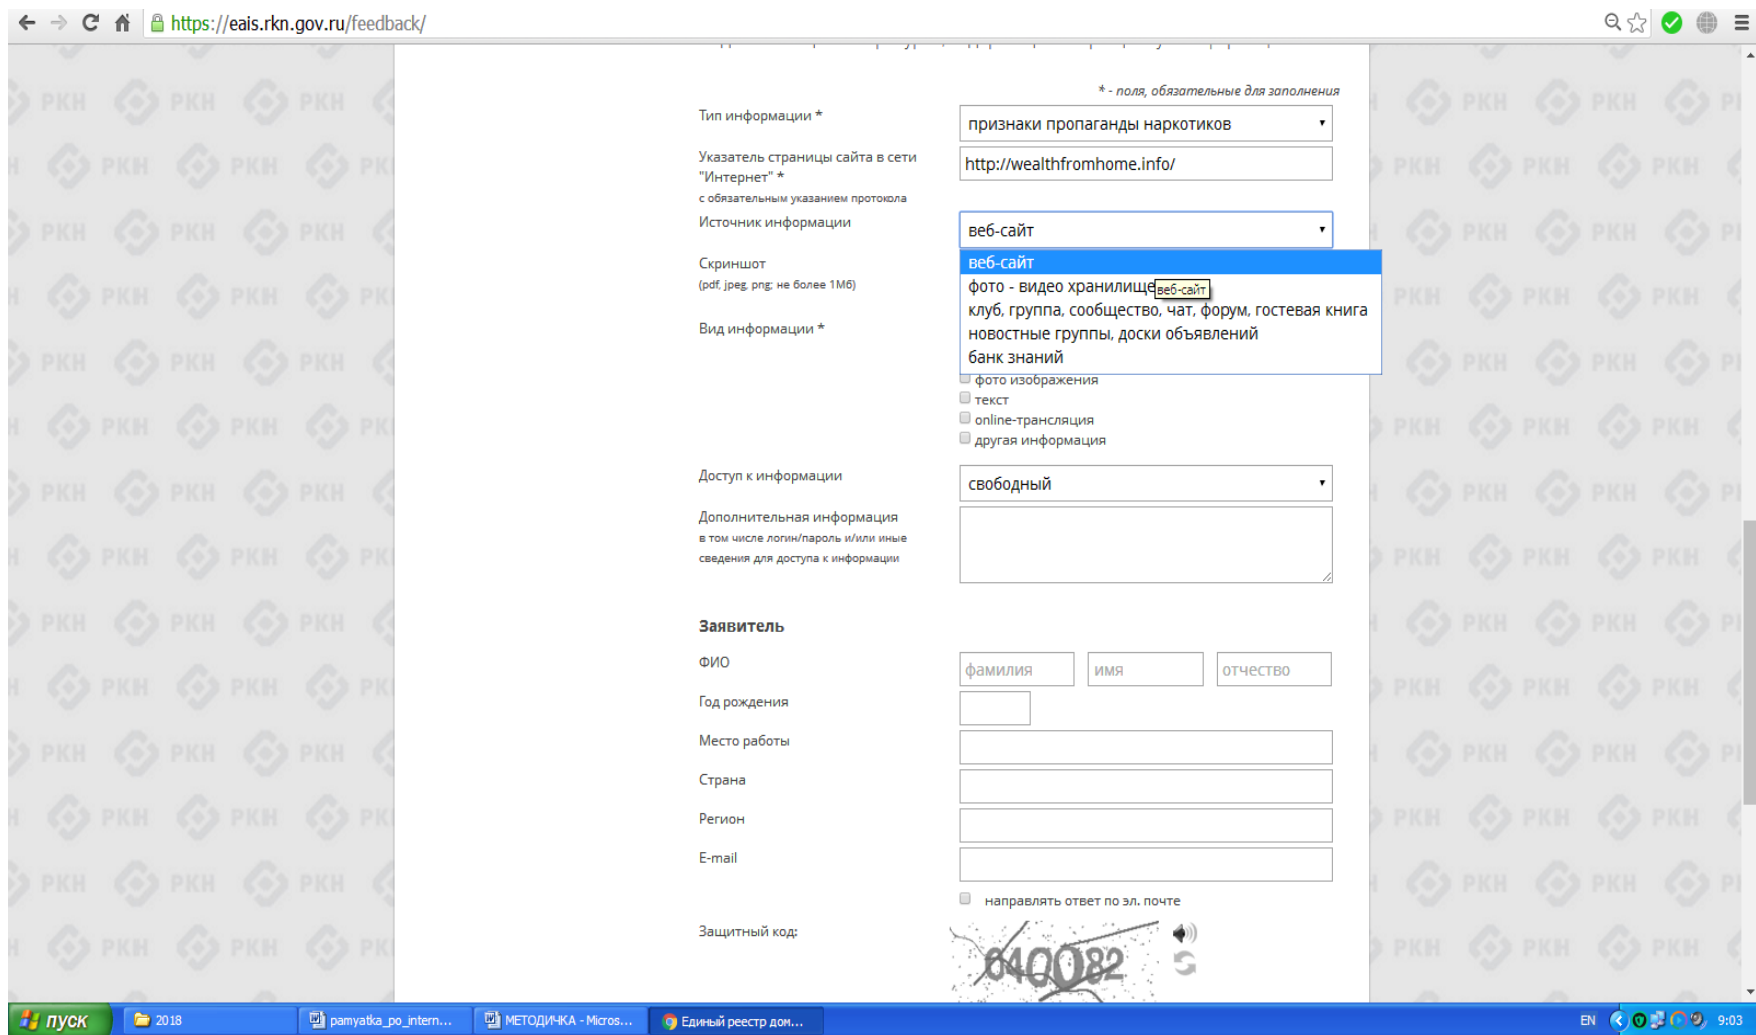 https://eais.rkn.gov.ru/feedback/
* - поля, обязательные для заполнения
Тип информации *
признаки пропаганды наркотиков
Указатель страницы сайта в сети
"Интернет" *
с обязательным указанием протокола
http://wealthfromhome.info/
Источник информации
веб-сайт
веб-сайт
фото - видео хранилище
веб-сайт
клуб, группа, сообщество, чат, форум, гостевая книга
новостные группы, доски объявлений
банк знаний
Скриншот
(pdf, jpeg, png; не более 1Мб)
Вид информации *
фото изображения
текст
online-трансляция
другая информация
Доступ к информации
свободный
Дополнительная информация
в том числе логин/пароль и/или иные
сведения для доступа к информации
Заявитель
ФИО
фамилия
имя
отчество
Год рождения
Место работы
Страна
Регион
E-mail
направлять ответ по эл. почте
Защитный код:
040082
РКН
пуск
2018
pamyatka_po_intern...
МЕТОДИЧКА - Micros...
Единый реестр дом...
EN
9:03